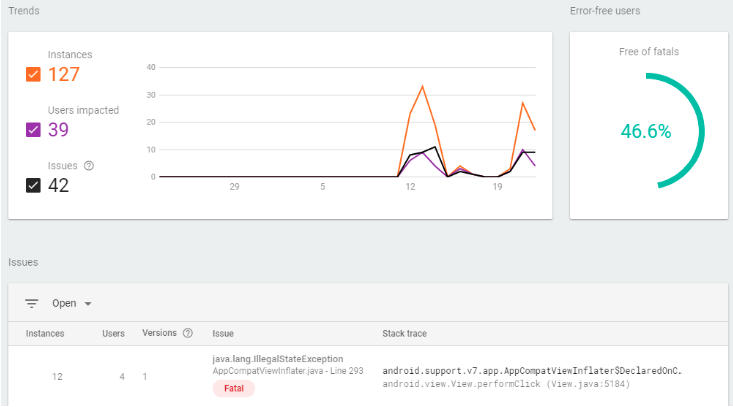 Trends
Error-free users
Instances
127
Users impacted
39
Issues
42
40
30
20
10
0
29
5
12
19
Free of fatals
46.6%
Issues
Open
Instances Users Versions Issue Stack trace
java.lang.IllegalStateException
AppCompatViewInflater.java - Line 293
12 4 1
Fatal
android.support.v7.app.AppCompatViewInflater$DeclaredOnC.
android.view.View.performClick (View.java:5184)